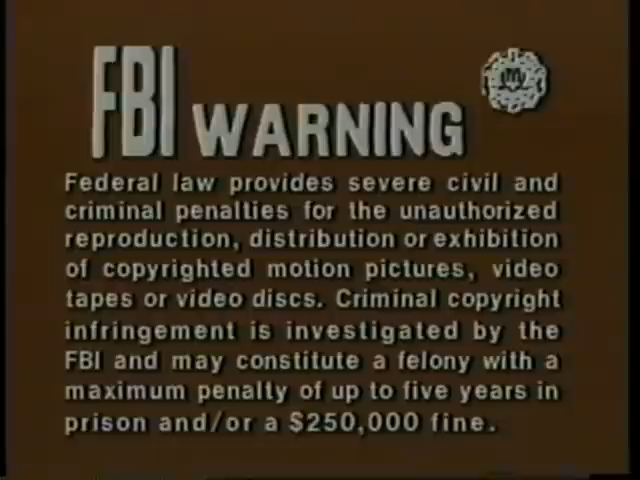 FBI WARNING
Federal law provides severe civil and
criminal penalties for the unauthorized
reproduction, distribution or exhibition
of copyrighted motion pictures, video
tapes or video discs. Criminal copyright
infringement is investigated by the
FBI and may constitute a felony with a
maximum penalty of up to five years in
prison and/or a $250,000 fine.